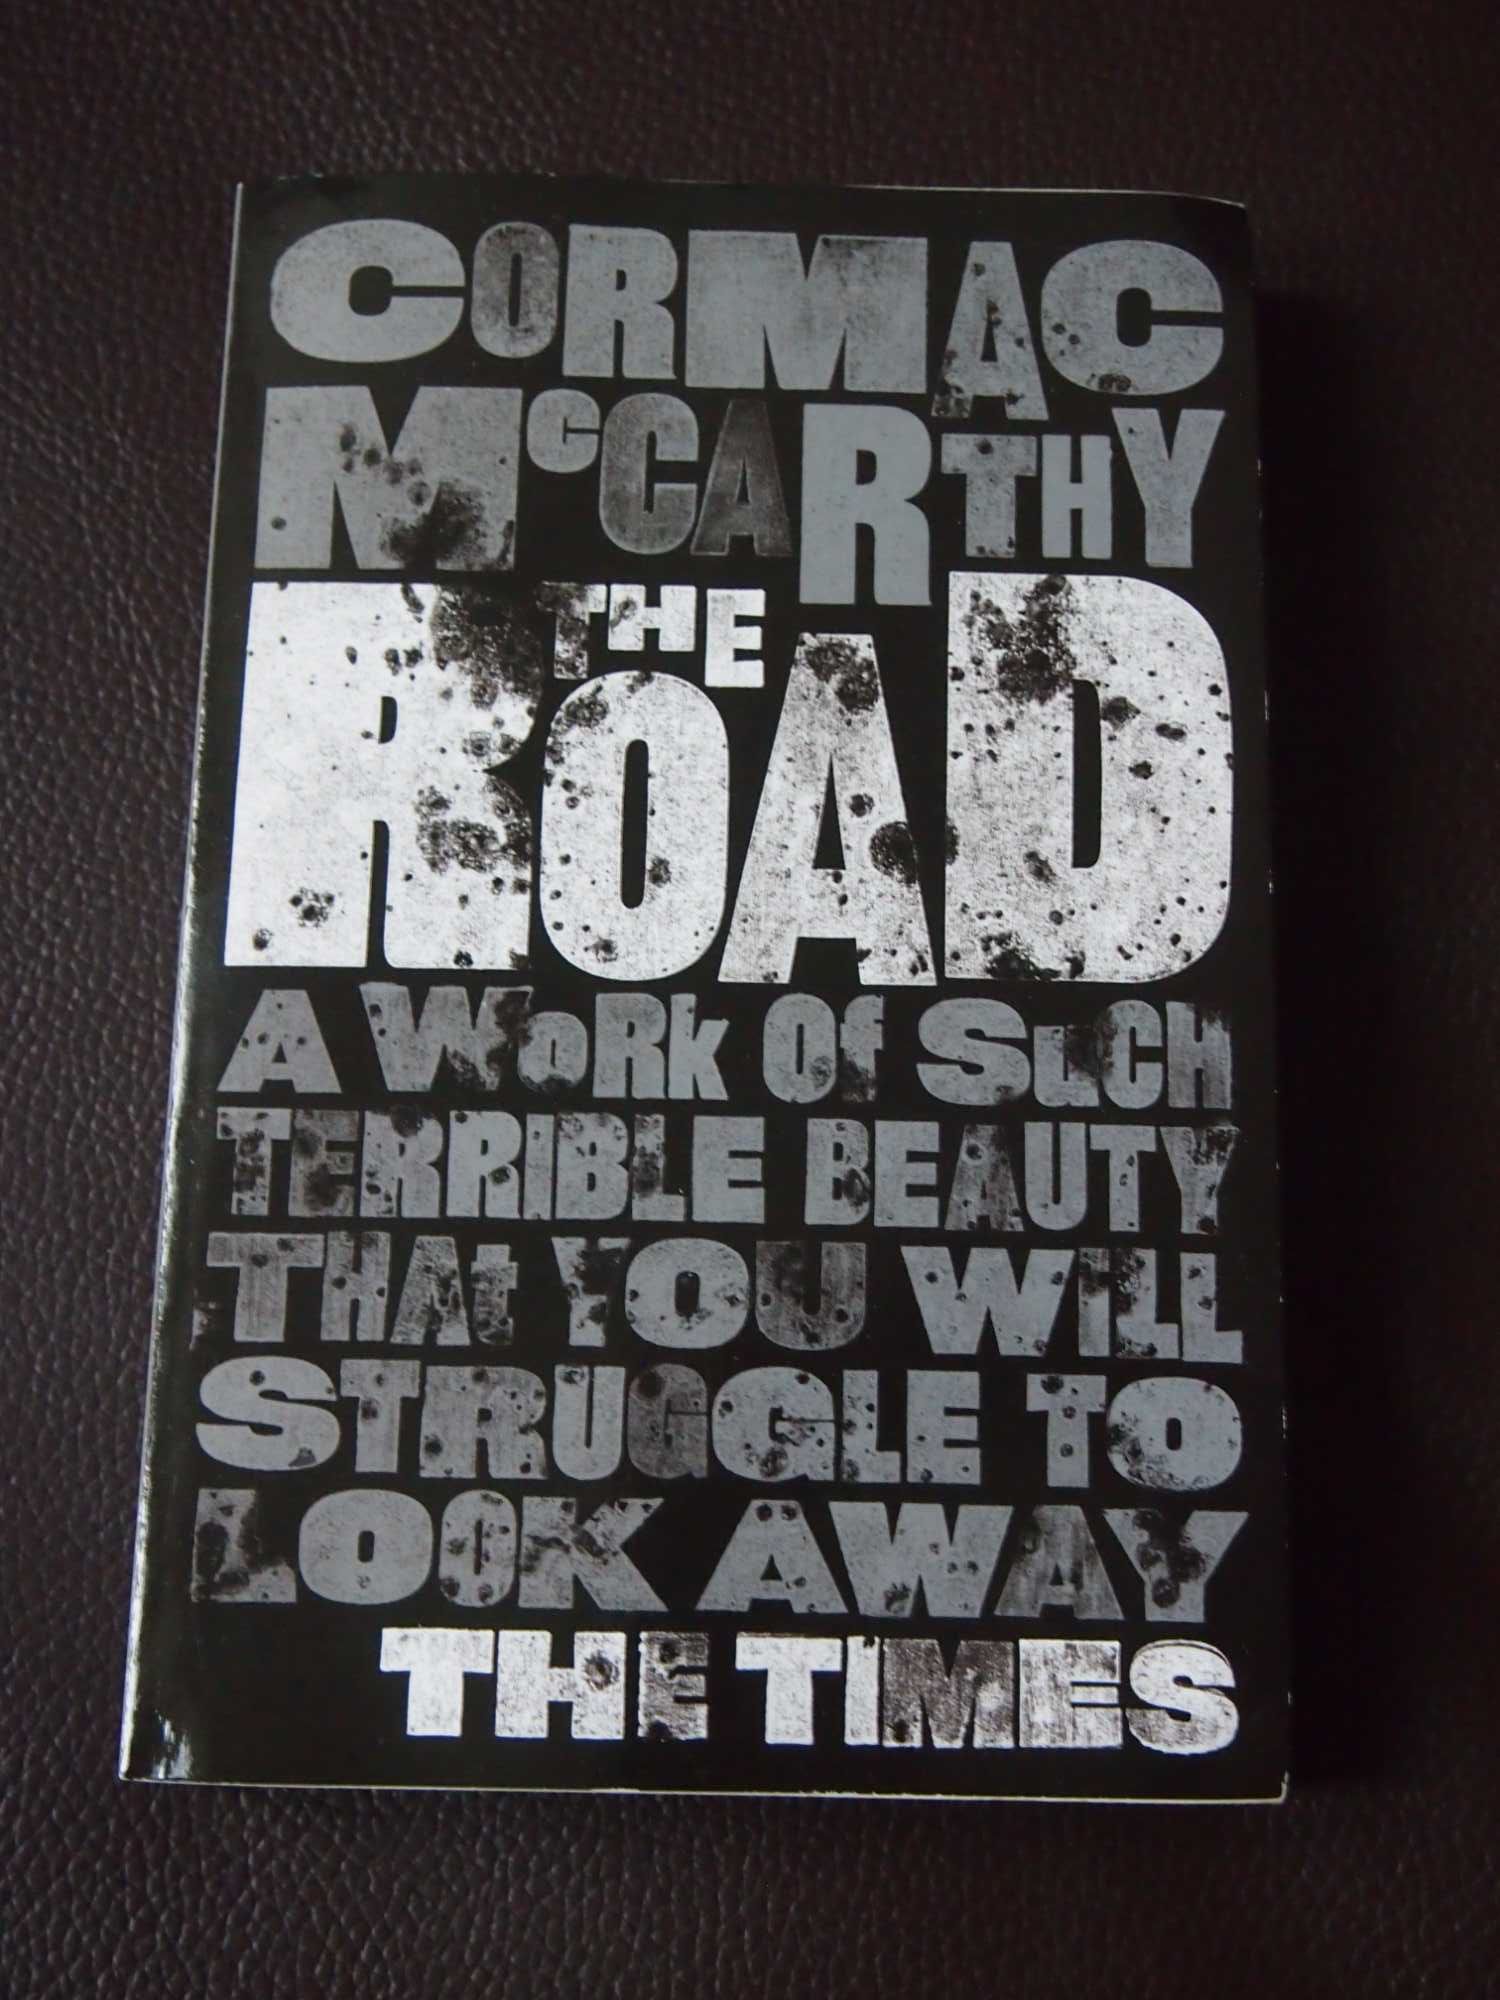 CORMAC
McCARTHY
THE
ROAD
A WoRk Of SuCH
TERRIBLE BEAUTY
THAt YOU WiLL
STRUGGLE TO
LOOK AWAY
THE TIMES